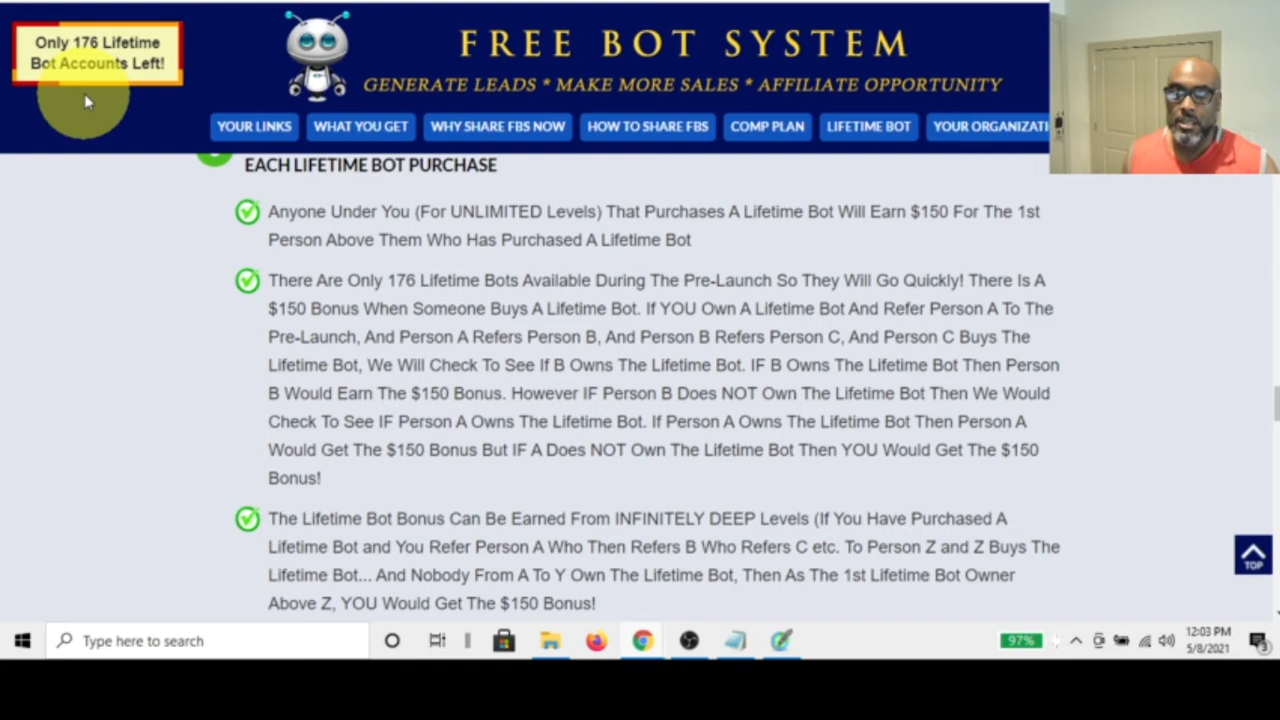 Only 176 Lifetime
Bot Accounts Left!
FREE BOT SYSTEM
GENERATE LEADS * MAKE MORE SALES * AFFILIATE OPPORTUNITY
YOUR LINKS WHAT YOU GET WHY SHARE FBS NOW HOW TO SHARE FBS COMP PLAN LIFETIME BOT YOUR ORGANIZATI
EACH LIFETIME BOT PURCHASE
Anyone Under You (For UNLIMITED Levels) That Purchases A Lifetime Bot Will Earn $150 For The 1st
Person Above Them Who Has Purchased A Lifetime Bot
There Are Only 176 Lifetime Bots Available During The Pre-Launch So They Will Go Quickly! There Is A
$150 Bonus When Someone Buys A Lifetime Bot. If YOU Own A Lifetime Bot And Refer Person A To The
Pre-Launch, And Person A Refers Person B, And Person B Refers Person C, And Person C Buys The
Lifetime Bot, We Will Check To See If B Owns The Lifetime Bot. IF B Owns The Lifetime Bot Then Person
B Would Earn The $150 Bonus. However IF Person B Does NOT Own The Lifetime Bot Then We Would
Check To See IF Person A Owns The Lifetime Bot. If Person A Owns The Lifetime Bot Then Person A
Would Get The $150 Bonus But IF A Does NOT Own The Lifetime Bot Then YOU Would Get The $150
Bonus!
The Lifetime Bot Bonus Can Be Earned From INFINITELY DEEP Levels (If You Have Purchased A
Lifetime Bot and You Refer Person A Who Then Refers B Who Refers C etc. To Person Z and Z Buys The
Lifetime Bot... And Nobody From A To Y Own The Lifetime Bot, Then As The 1st Lifetime Bot Owner
Above Z, YOU Would Get The $150 Bonus!
TOP
Type here to search
97%
12:03 PM
5/8/2021
3